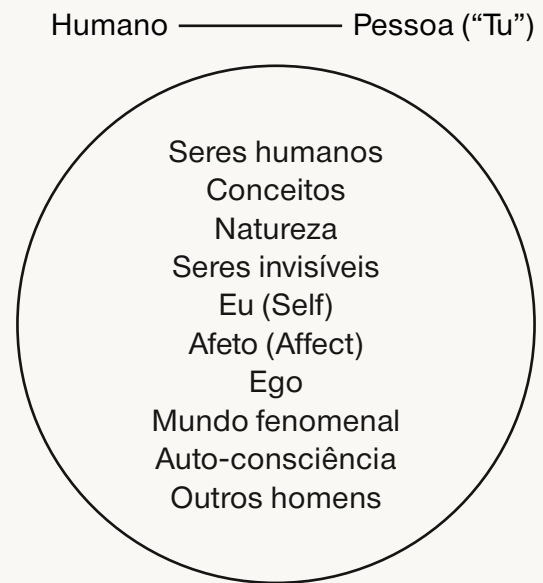 Humano Pessoa (“Tu”)
Seres humanos
Conceitos
Natureza
Seres invisíveis
Eu (Self)
Afeto (Affect)
Ego
Mundo fenomenal
Auto-consciência
Outros homens